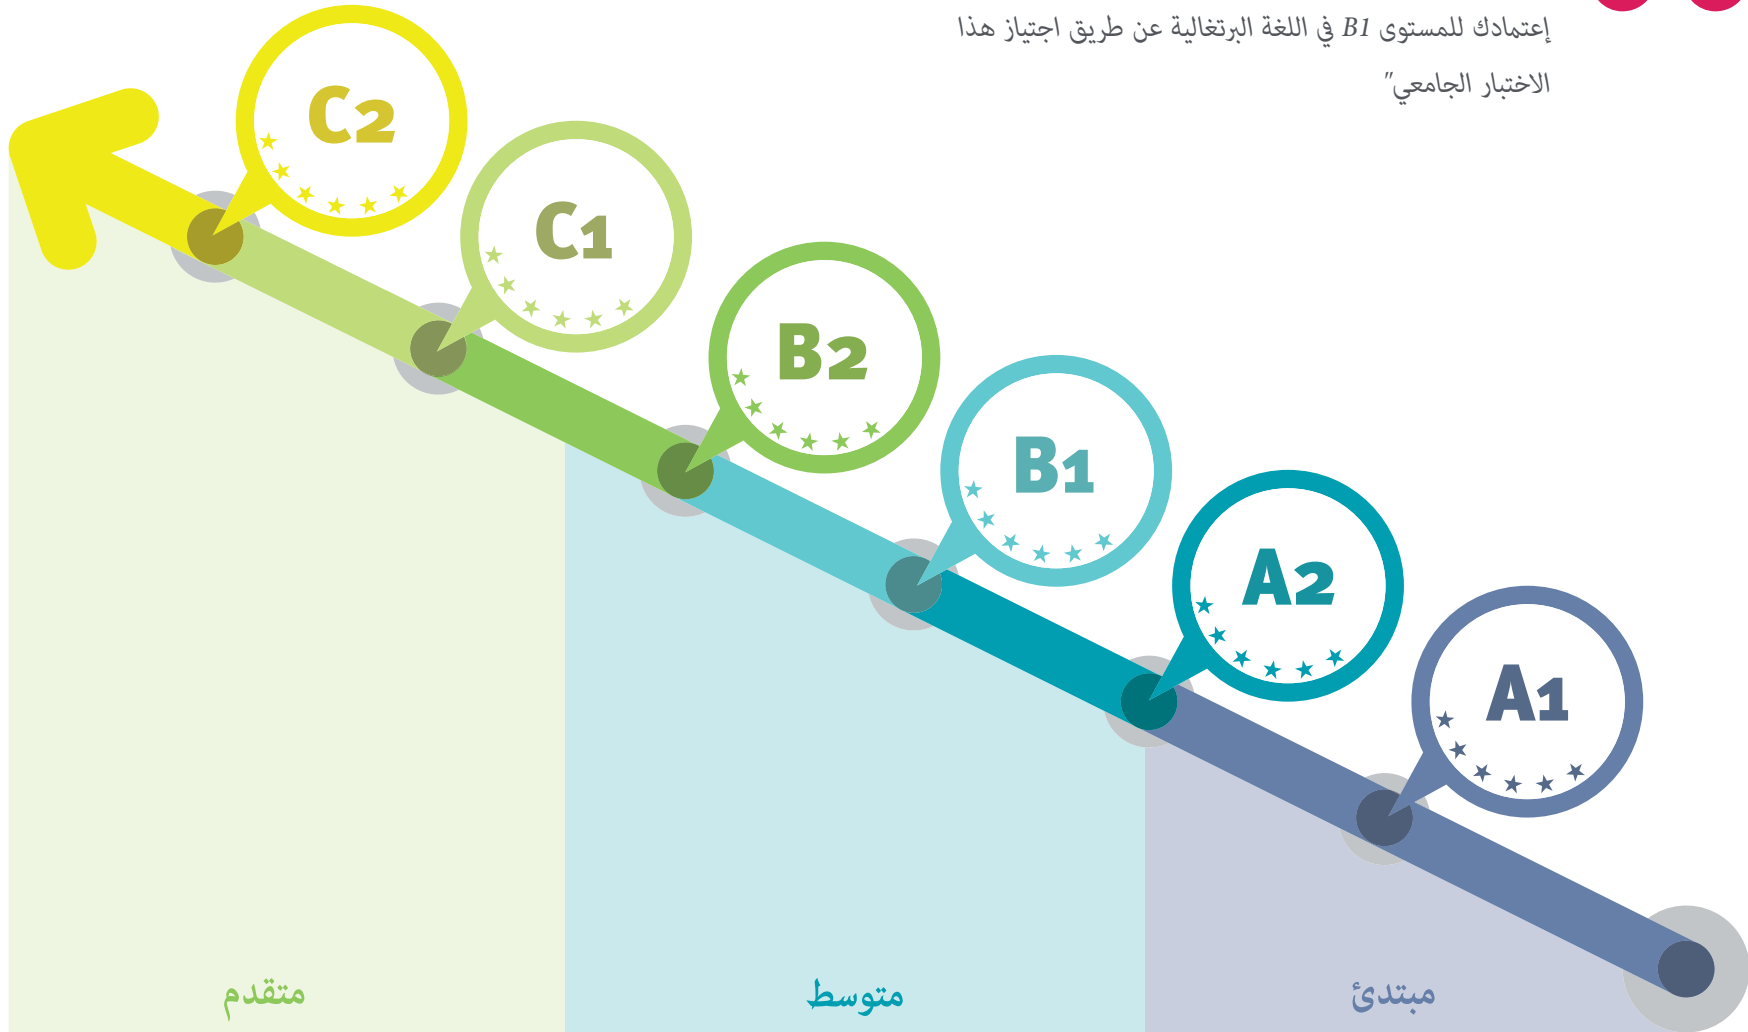 إعتمادك للمستوى B1 في اللغة البرتغالية عن طريق اجتياز هذا
الاختبار الجامعي"
C2
C1
B2
B1
A2
A1
مبتدئ
متوسط
متقدم